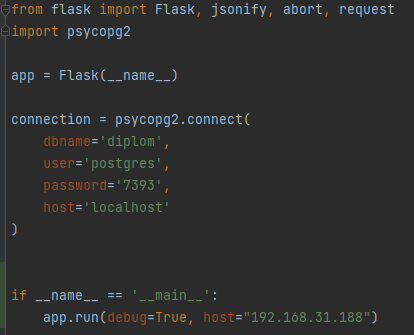 from flask import Flask, jsonify, abort, request
import psycopg2
app = Flask(__name__)
connection = psycopg2.connect(
    dbname='diplom',
    user='postgres',
    password='7393',
    host='localhost'
)
if __name__ == '__main__':
    app.run(debug=True, host="192.168.31.188")